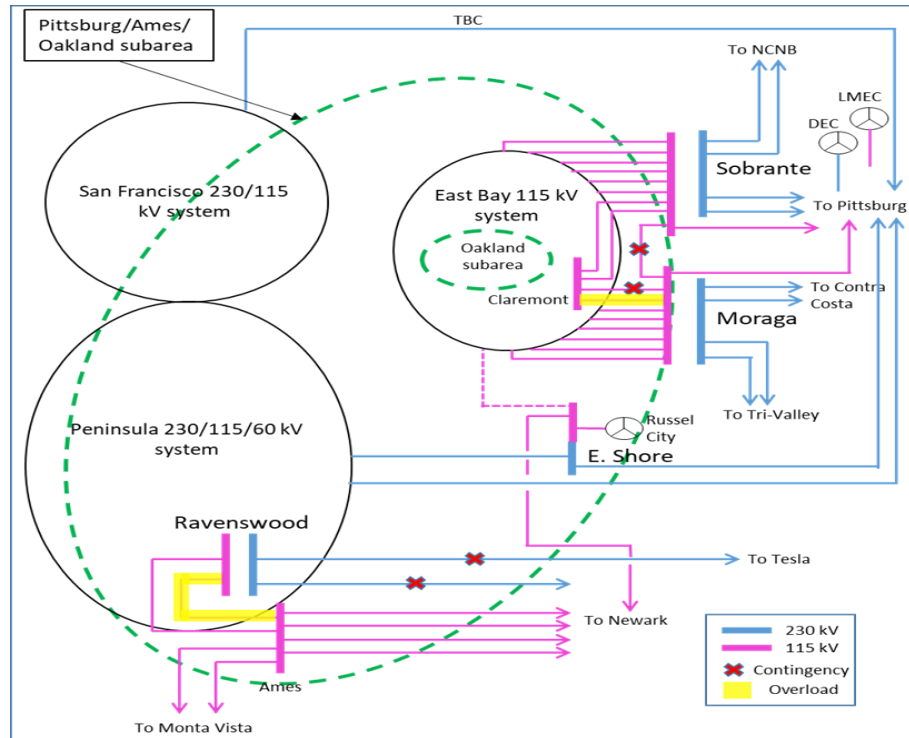 Pittsburg/Ames/
Oakland subarea
TBC
To NCNB
LMEC
DEC
Sobrante
San Francisco 230/115
kV system
East Bay 115 kV
system
To Pittsburg
Oakland
subarea
Claremont
To Contra
Costa
Moraga
To Tri-Valley
Peninsula 230/115/60 kV
system
Russel
City
E. Shore
Ravenswood
To Tesla
To Newark
230 kV
115 kV
Contingency
Overload
Ames
To Monta Vista